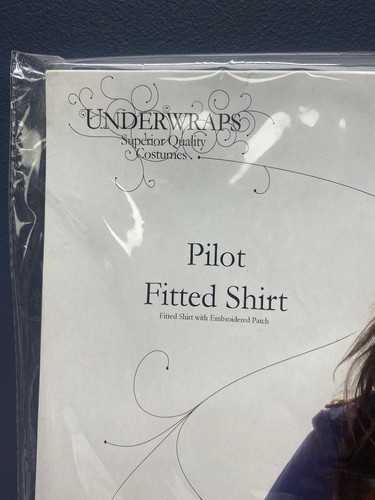 UNDERWRAPS
Superior Quality
Costumes
Pilot
Fitted Shirt
Fitted Shirt with Embroidered Patch